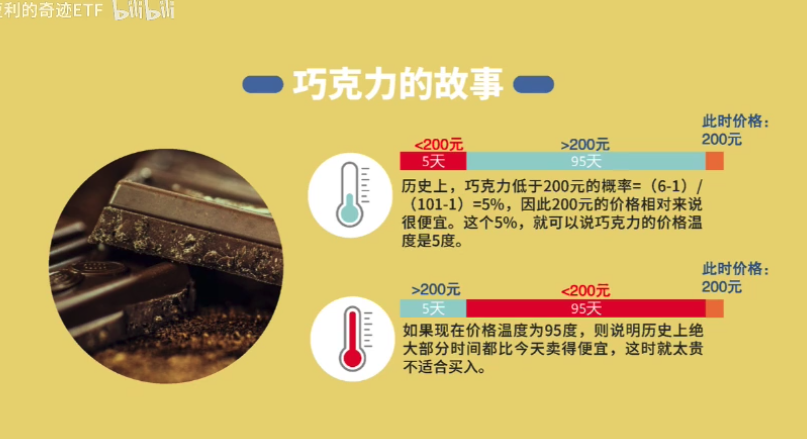 利的奇迹ETF bilibili
巧克力的故事
此时价格：
200元
<200元
>200元
5天
95天
历史上，巧克力低于200元的概率=（6-1）/
（101-1）=5%，因此200元的价格相对来说
很便宜。这个5%，就可以说巧克力的价格温
度是5度。
此时价格：
200元
>200元
<200元
5天
95天
如果现在价格温度为95度，则说明历史上绝
大部分时间都比今天卖得便宜，这时就太贵
不适合买入。